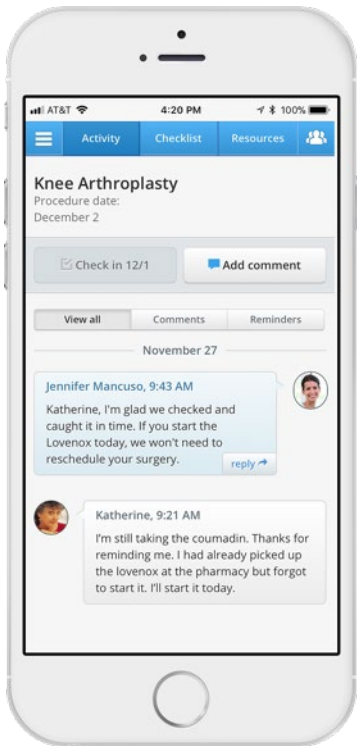 AT&T 4:20 PM 100%
Activity Checklist Resources
Knee Arthroplasty
Procedure date:
December 2
Check in 12/1 Add comment
View all Comments Reminders
November 27
Jennifer Mancuso, 9:43 AM
Katherine, I'm glad we checked and
caught it in time. If you start the
Lovenox today, we won't need to
reschedule your surgery.
reply
Katherine, 9:21 AM
I'm still taking the coumadin. Thanks for
reminding me. I had already picked up
the lovenox at the pharmacy but forgot
to start it. I'll start it today.